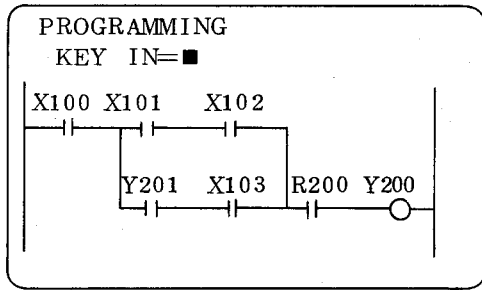 PROGRAMMING
KEY IN=■
X100 X101 X102
Y201 X103 R200 Y200